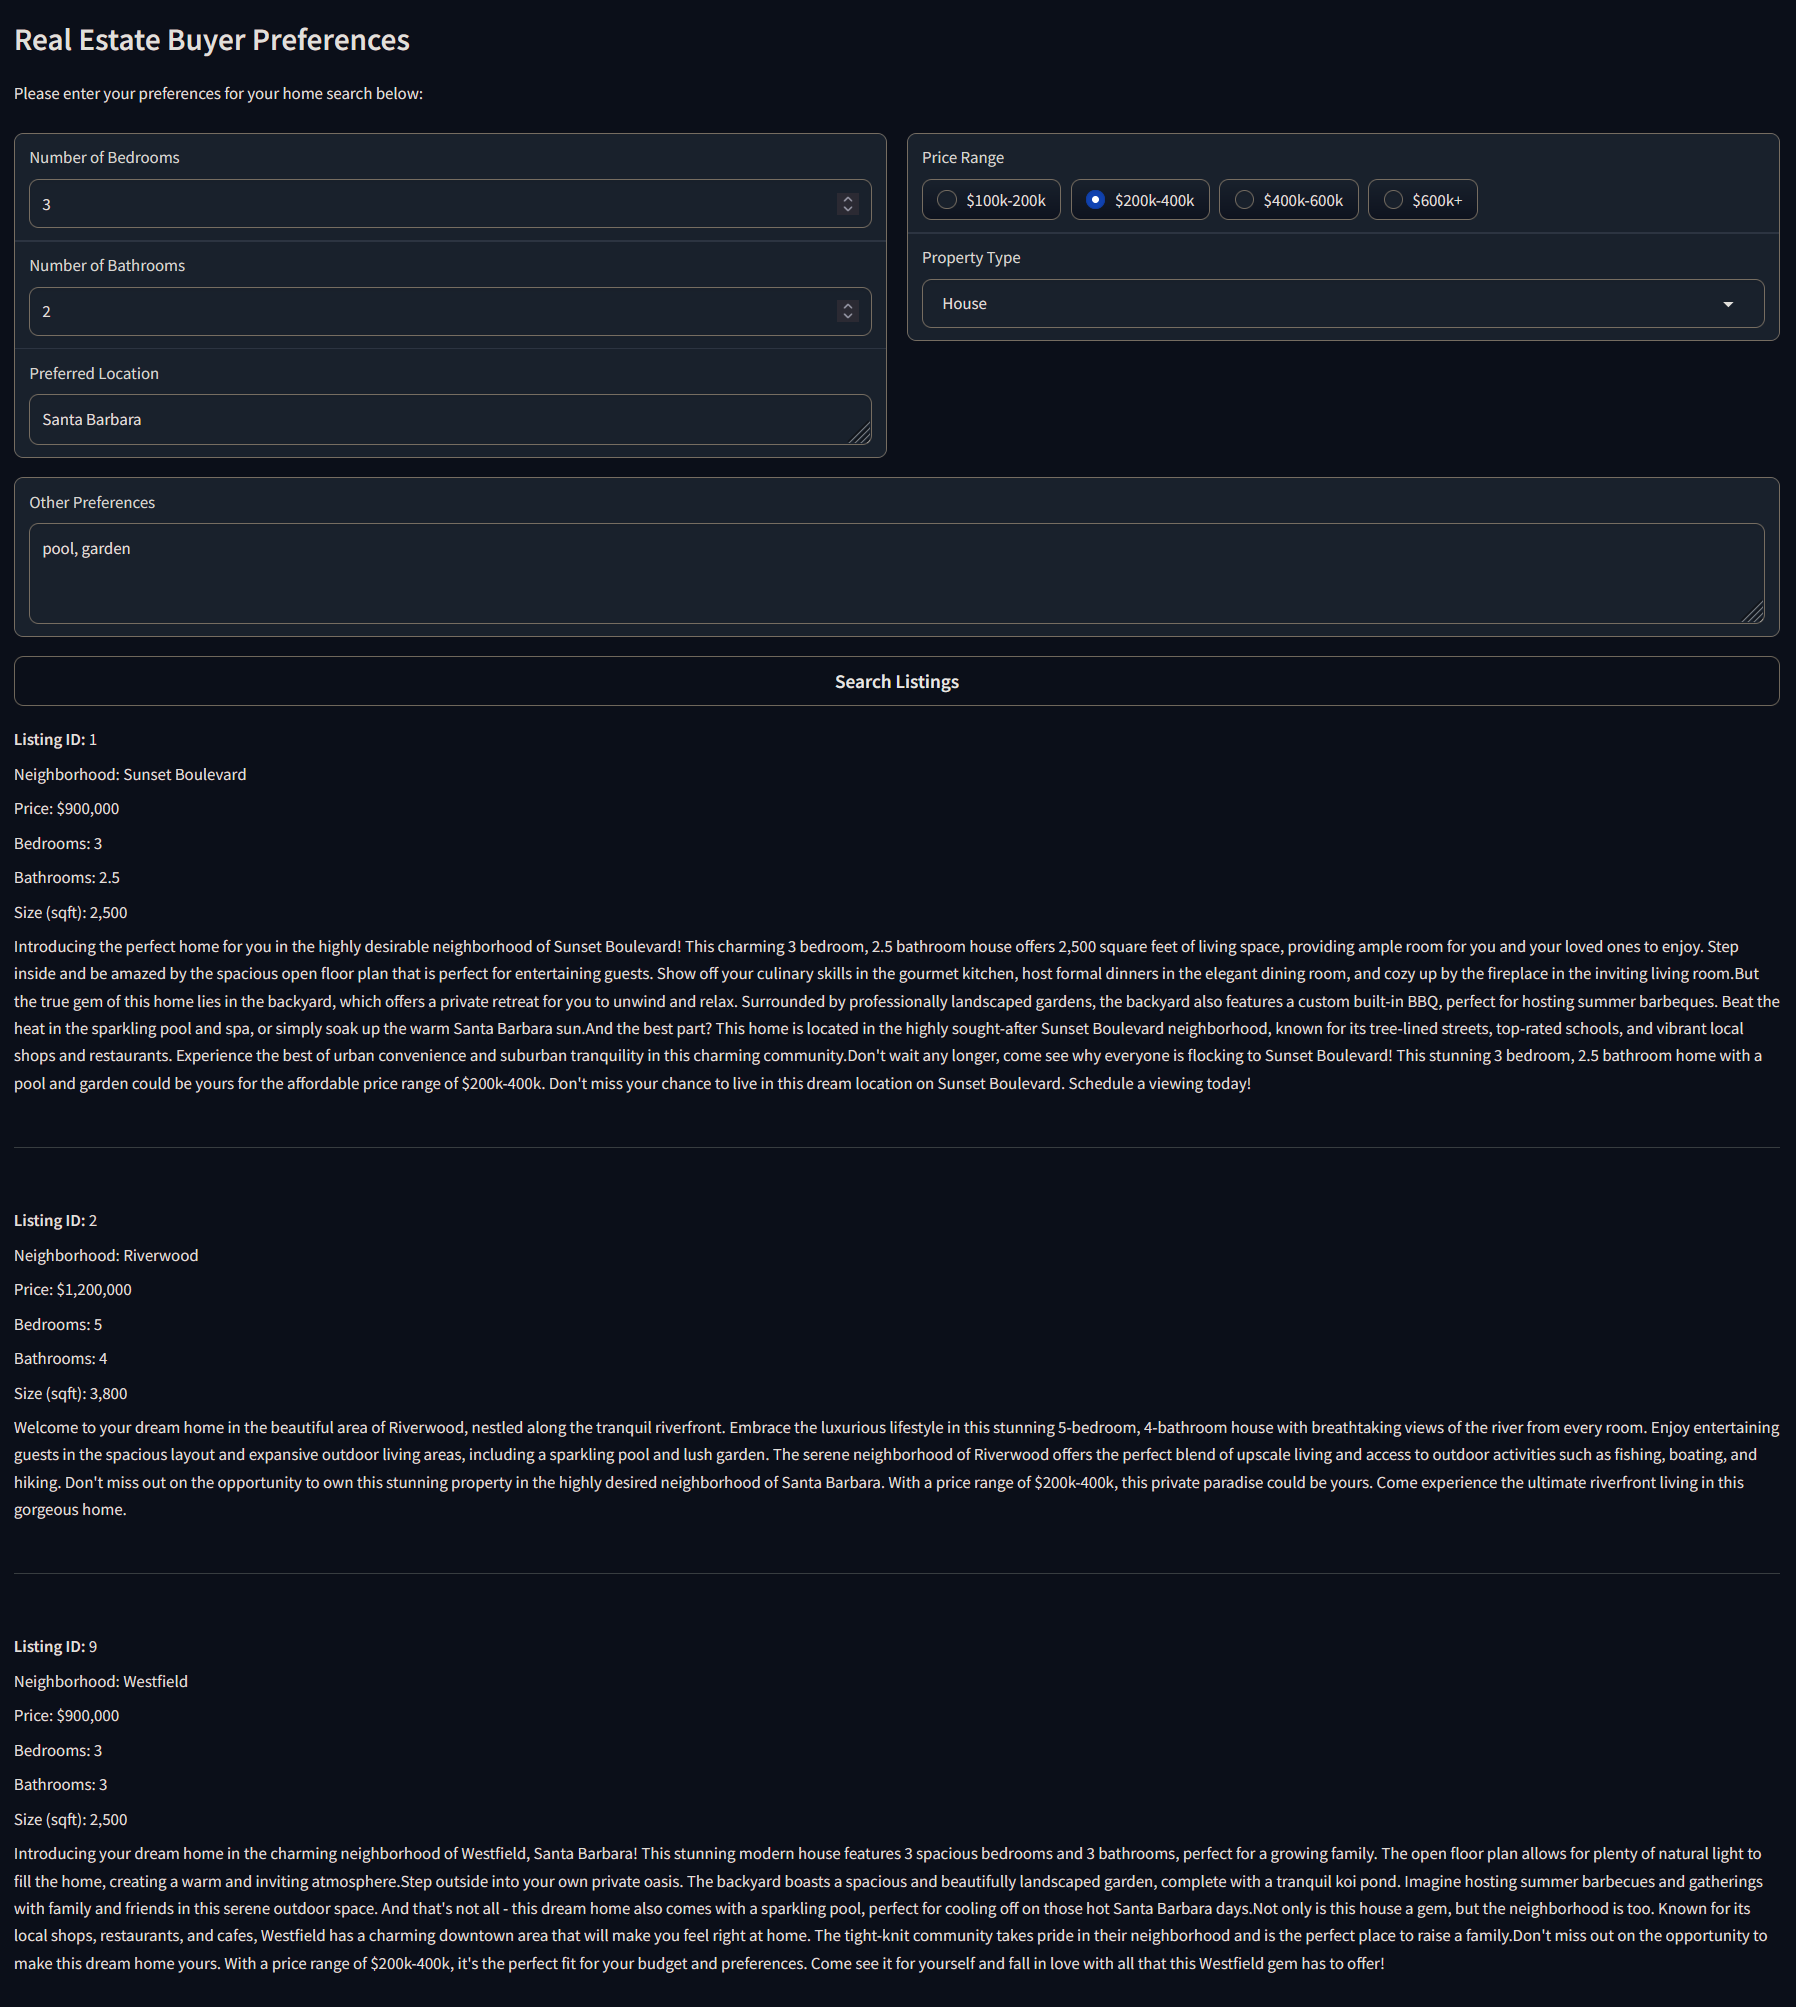 Real Estate Buyer Preferences
Please enter your preferences for your home search below:
Number of Bedrooms
3
Number of Bathrooms
2
Preferred Location
Santa Barbara
Price Range
$100k-200k
$200k-400k
$400k-600k
$600k+
Property Type
House
Other Preferences
pool, garden
Search Listings
Listing ID: 1
Neighborhood: Sunset Boulevard
Price: $900,000
Bedrooms: 3
Bathrooms: 2.5
Size (sqft): 2,500
Introducing the perfect home for you in the highly desirable neighborhood of Sunset Boulevard! This charming 3 bedroom, 2.5 bathroom house offers 2,500 square feet of living space, providing ample room for you and your loved ones to enjoy. Step
inside and be amazed by the spacious open floor plan that is perfect for entertaining guests. Show off your culinary skills in the gourmet kitchen, host formal dinners in the elegant dining room, and cozy up by the fireplace in the inviting living room.But
the true gem of this home lies in the backyard, which offers a private retreat for you to unwind and relax. Surrounded by professionally landscaped gardens, the backyard also features a custom built-in BBQ, perfect for hosting summer barbeques. Beat the
heat in the sparkling pool and spa, or simply soak up the warm Santa Barbara sun.And the best part? This home is located in the highly sought-after Sunset Boulevard neighborhood, known for its tree-lined streets, top-rated schools, and vibrant local
shops and restaurants. Experience the best of urban convenience and suburban tranquility in this charming community.Don't wait any longer, come see why everyone is flocking to Sunset Boulevard! This stunning 3 bedroom, 2.5 bathroom home with a
pool and garden could be yours for the affordable price range of $200k-400k. Don't miss your chance to live in this dream location on Sunset Boulevard. Schedule a viewing today!
Listing ID: 2
Neighborhood: Riverwood
Price: $1,200,000
Bedrooms: 5
Bathrooms: 4
Size (sqft): 3,800
Welcome to your dream home in the beautiful area of Riverwood, nestled along the tranquil riverfront. Embrace the luxurious lifestyle in this stunning 5-bedroom, 4-bathroom house with breathtaking views of the river from every room. Enjoy entertaining
guests in the spacious layout and expansive outdoor living areas, including a sparkling pool and lush garden. The serene neighborhood of Riverwood offers the perfect blend of upscale living and access to outdoor activities such as fishing, boating, and
hiking. Don't miss out on the opportunity to own this stunning property in the highly desired neighborhood of Santa Barbara. With a price range of $200k-400k, this private paradise could be yours. Come experience the ultimate riverfront living in this
gorgeous home.
Listing ID: 9
Neighborhood: Westfield
Price: $900,000
Bedrooms: 3
Bathrooms: 3
Size (sqft): 2,500
Introducing your dream home in the charming neighborhood of Westfield, Santa Barbara! This stunning modern house features 3 spacious bedrooms and 3 bathrooms, perfect for a growing family. The open floor plan allows for plenty of natural light to
fill the home, creating a warm and inviting atmosphere.Step outside into your own private oasis. The backyard boasts a spacious and beautifully landscaped garden, complete with a tranquil koi pond. Imagine hosting summer barbecues and gatherings
with family and friends in this serene outdoor space. And that's not all - this dream home also comes with a sparkling pool, perfect for cooling off on those hot Santa Barbara days.Not only is this house a gem, but the neighborhood is too. Known for its
local shops, restaurants, and cafes, Westfield has a charming downtown area that will make you feel right at home. The tight-knit community takes pride in their neighborhood and is the perfect place to raise a family.Don't miss out on the opportunity to
make this dream home yours. With a price range of $200k-400k, it's the perfect fit for your budget and preferences. Come see it for yourself and fall in love with all that this Westfield gem has to offer!